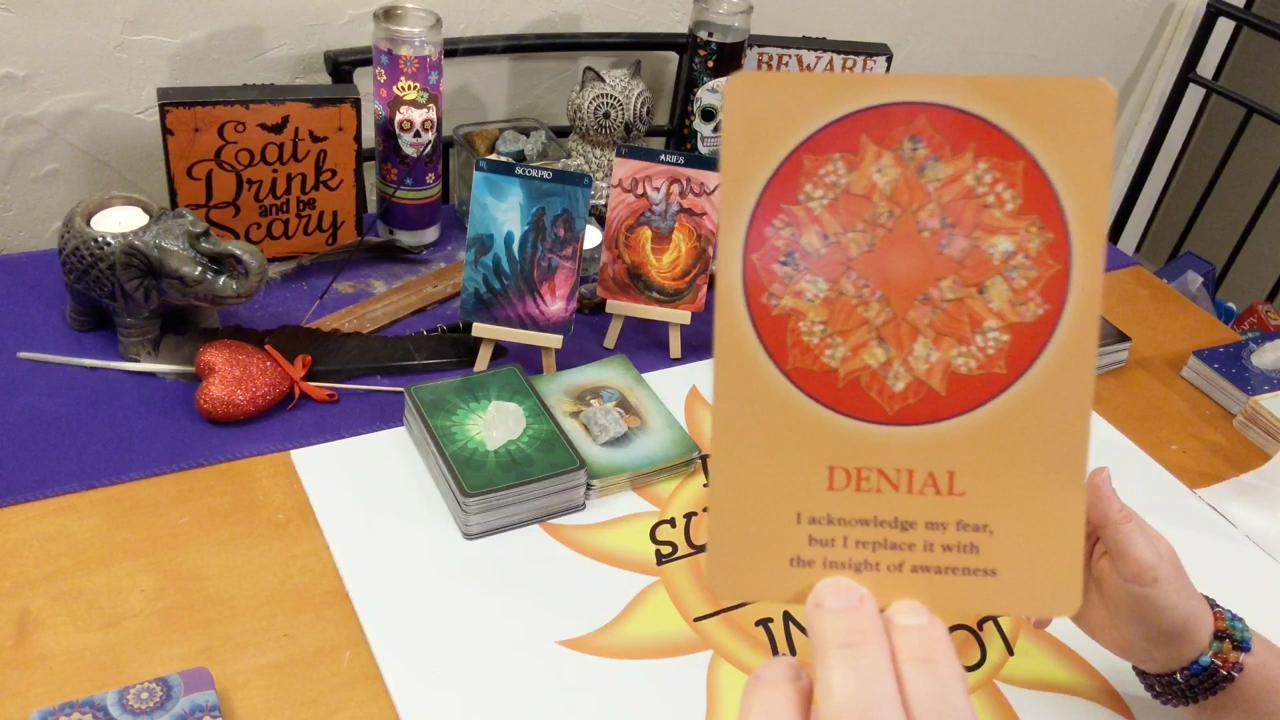 BEWARE
Eat
Drink
and be
Scary
SCORPIO
ARIES
DENIAL
I acknowledge my fear,
but I replace it with
the insight of awareness